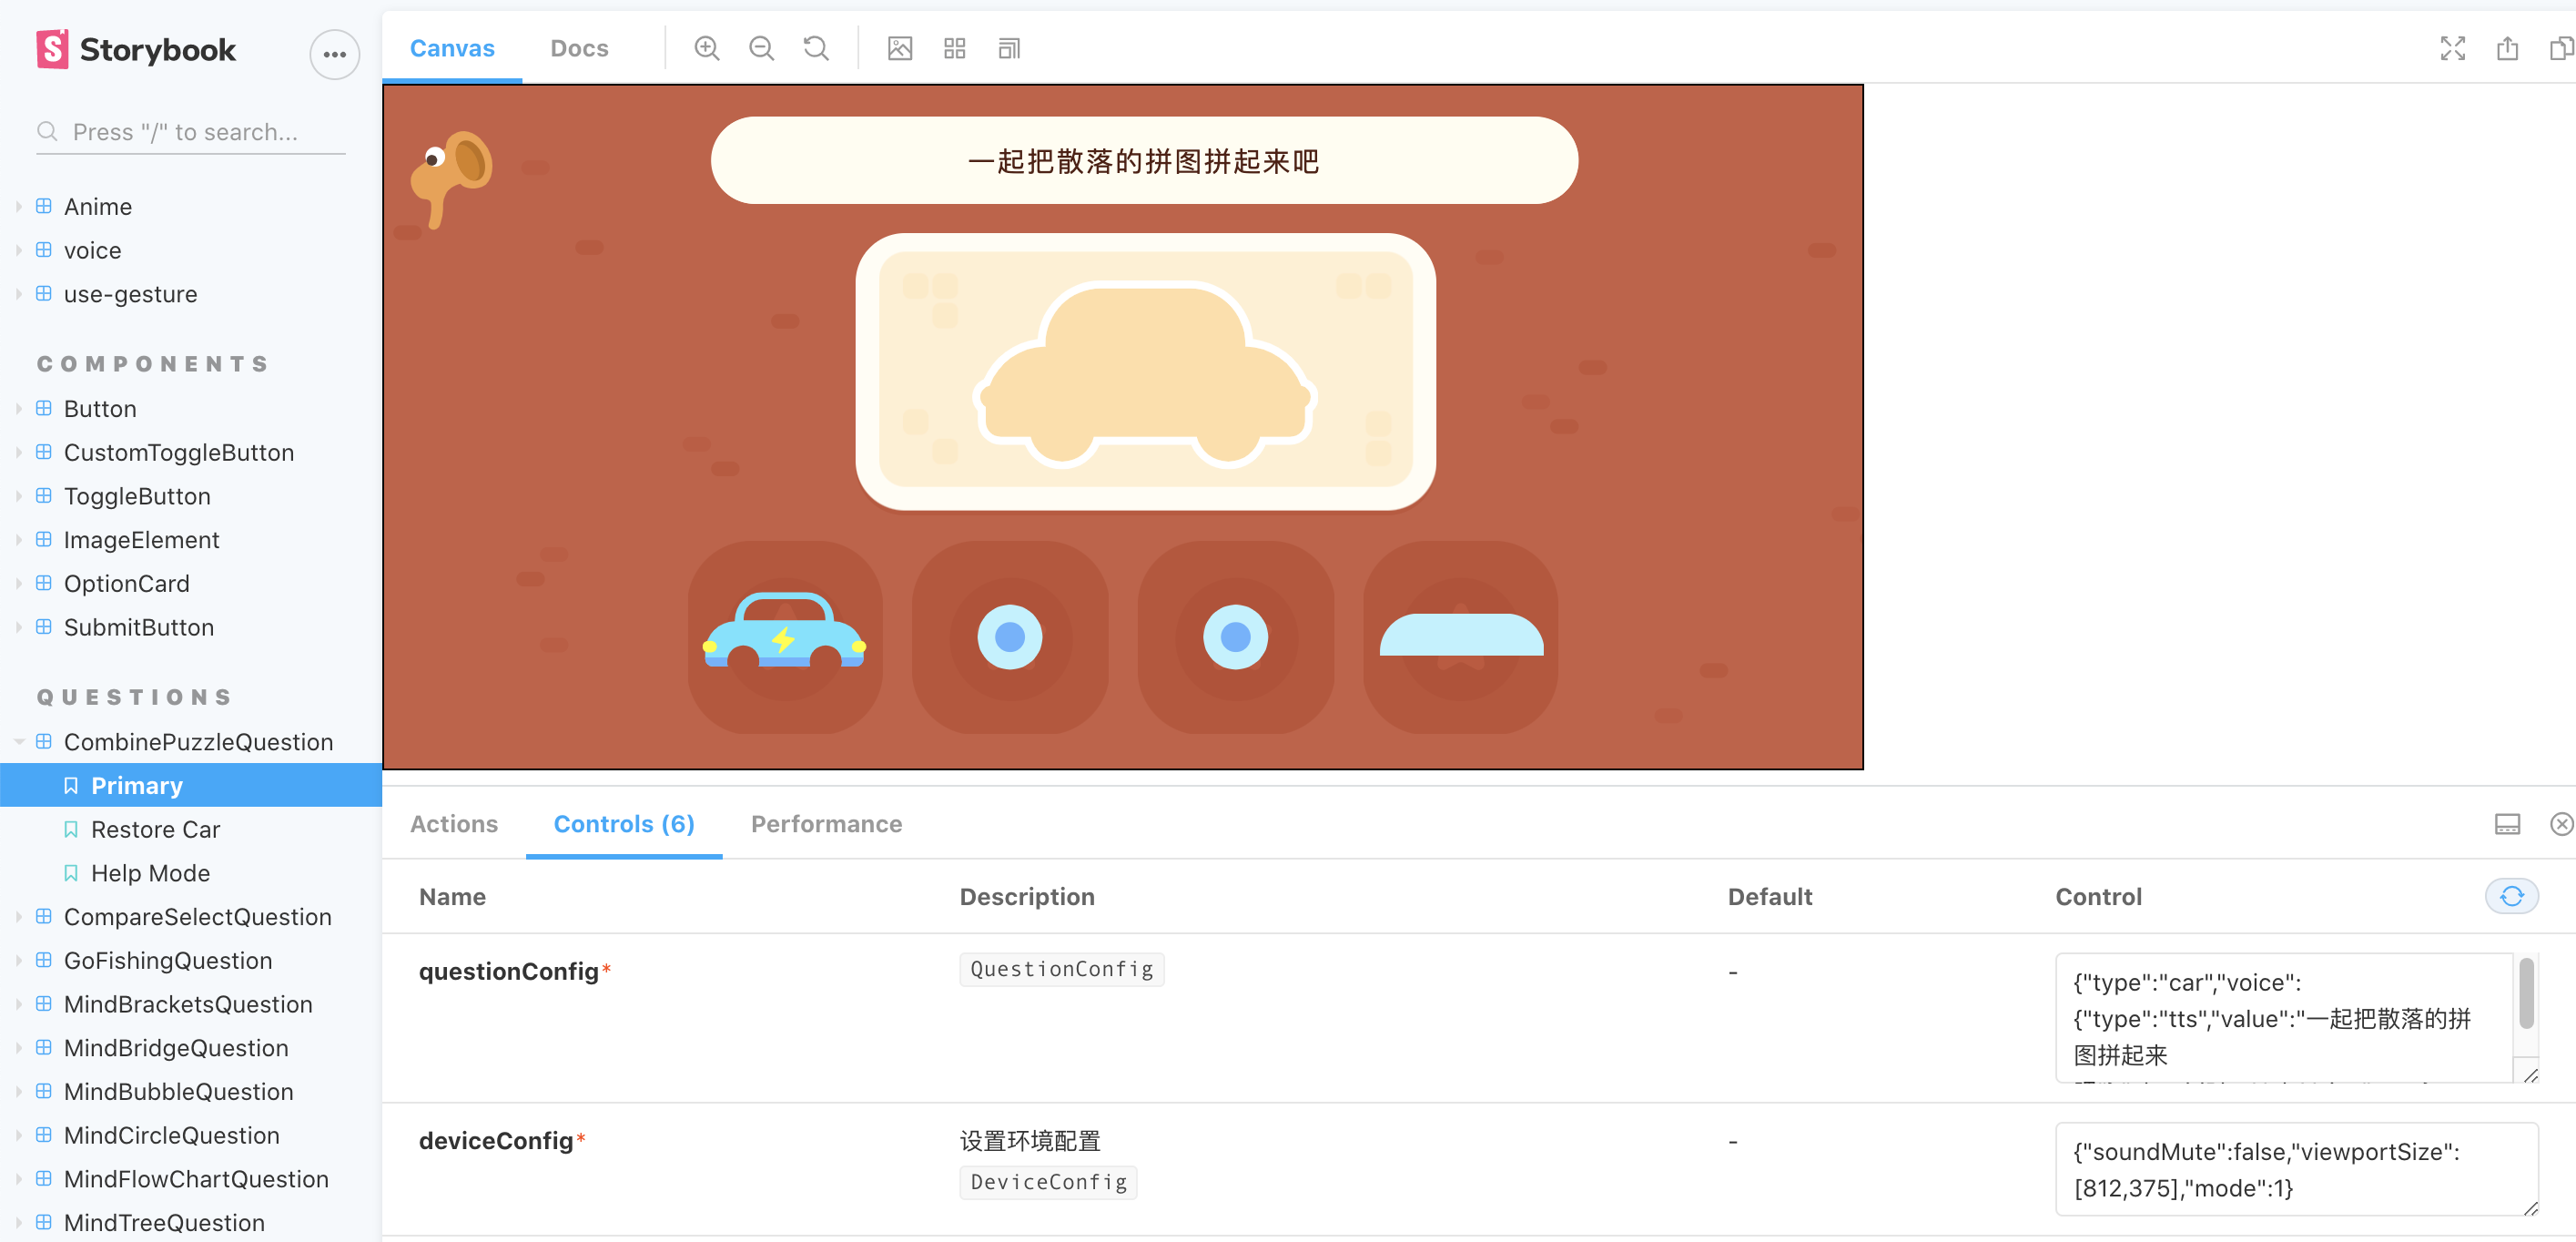 Storybook
Press "/" to search...
Anime
voice
use-gesture
COMPONENTS
Button
CustomToggleButton
ToggleButton
ImageElement
OptionCard
SubmitButton
QUESTIONS
CombinePuzzleQuestion
Primary
Restore Car
Help Mode
CompareSelectQuestion
GoFishingQuestion
MindBracketsQuestion
MindBridgeQuestion
MindBubbleQuestion
MindCircleQuestion
MindFlowChartQuestion
MindTreeQuestion
Canvas
Docs
一起把散落的拼图拼起来吧
Actions
Controls (6)
Performance
Name
Description
Default
Control
questionConfig*
QuestionConfig
-
{"type":"car","voice":
{"type":"tts","value":"一起把散落的拼
图拼起来
deviceConfig*
设置环境配置
DeviceConfig
-
{"soundMute":false,"viewportSize":
[812,375],"mode":1}